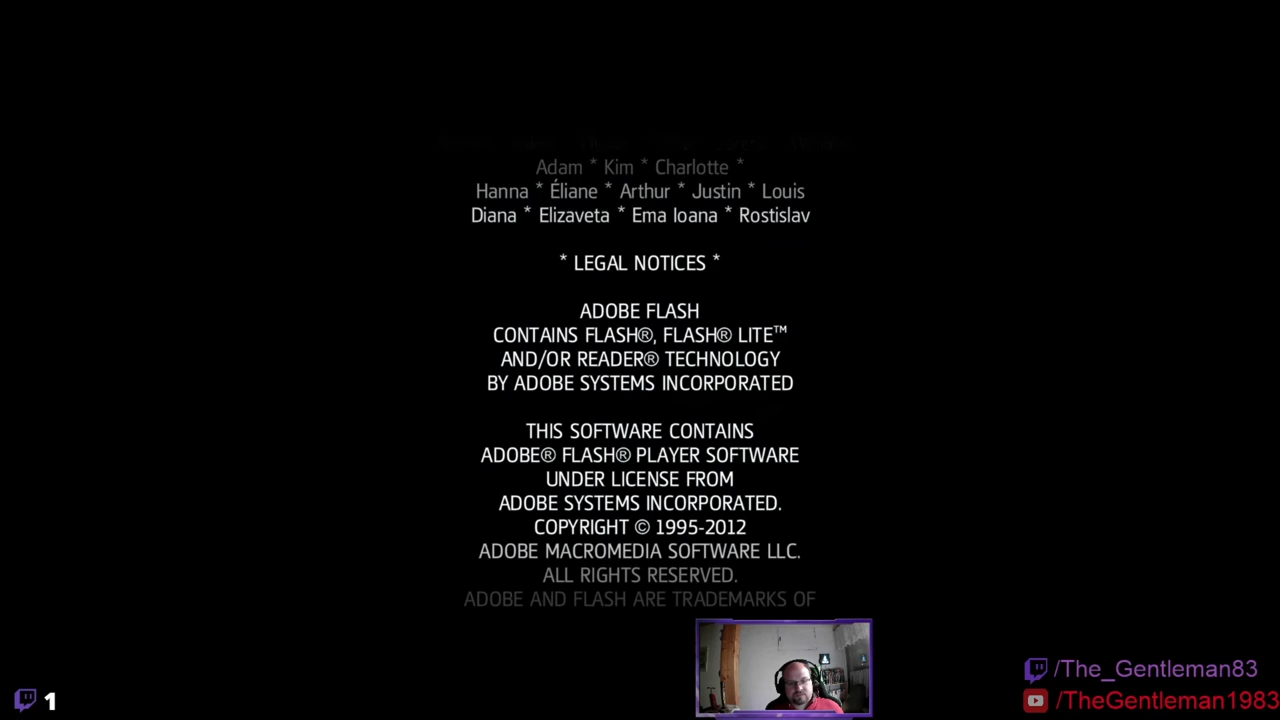 Adam * Kim * Charlotte *
Hanna * Éliane * Arthur * Justin * Louis
Diana * Elizaveta * Ema Ioana * Rostislav
* LEGAL NOTICES *
ADOBE FLASH
CONTAINS FLASH®, FLASH® LITE™
AND/OR READER® TECHNOLOGY
BY ADOBE SYSTEMS INCORPORATED
THIS SOFTWARE CONTAINS
ADOBE® FLASH® PLAYER SOFTWARE
UNDER LICENSE FROM
ADOBE SYSTEMS INCORPORATED.
COPYRIGHT © 1995-2012
ADOBE MACROMEDIA SOFTWARE LLC.
ALL RIGHTS RESERVED.
ADOBE AND FLASH ARE TRADEMARKS OF
/The_Gentleman83
/TheGentleman1983
1